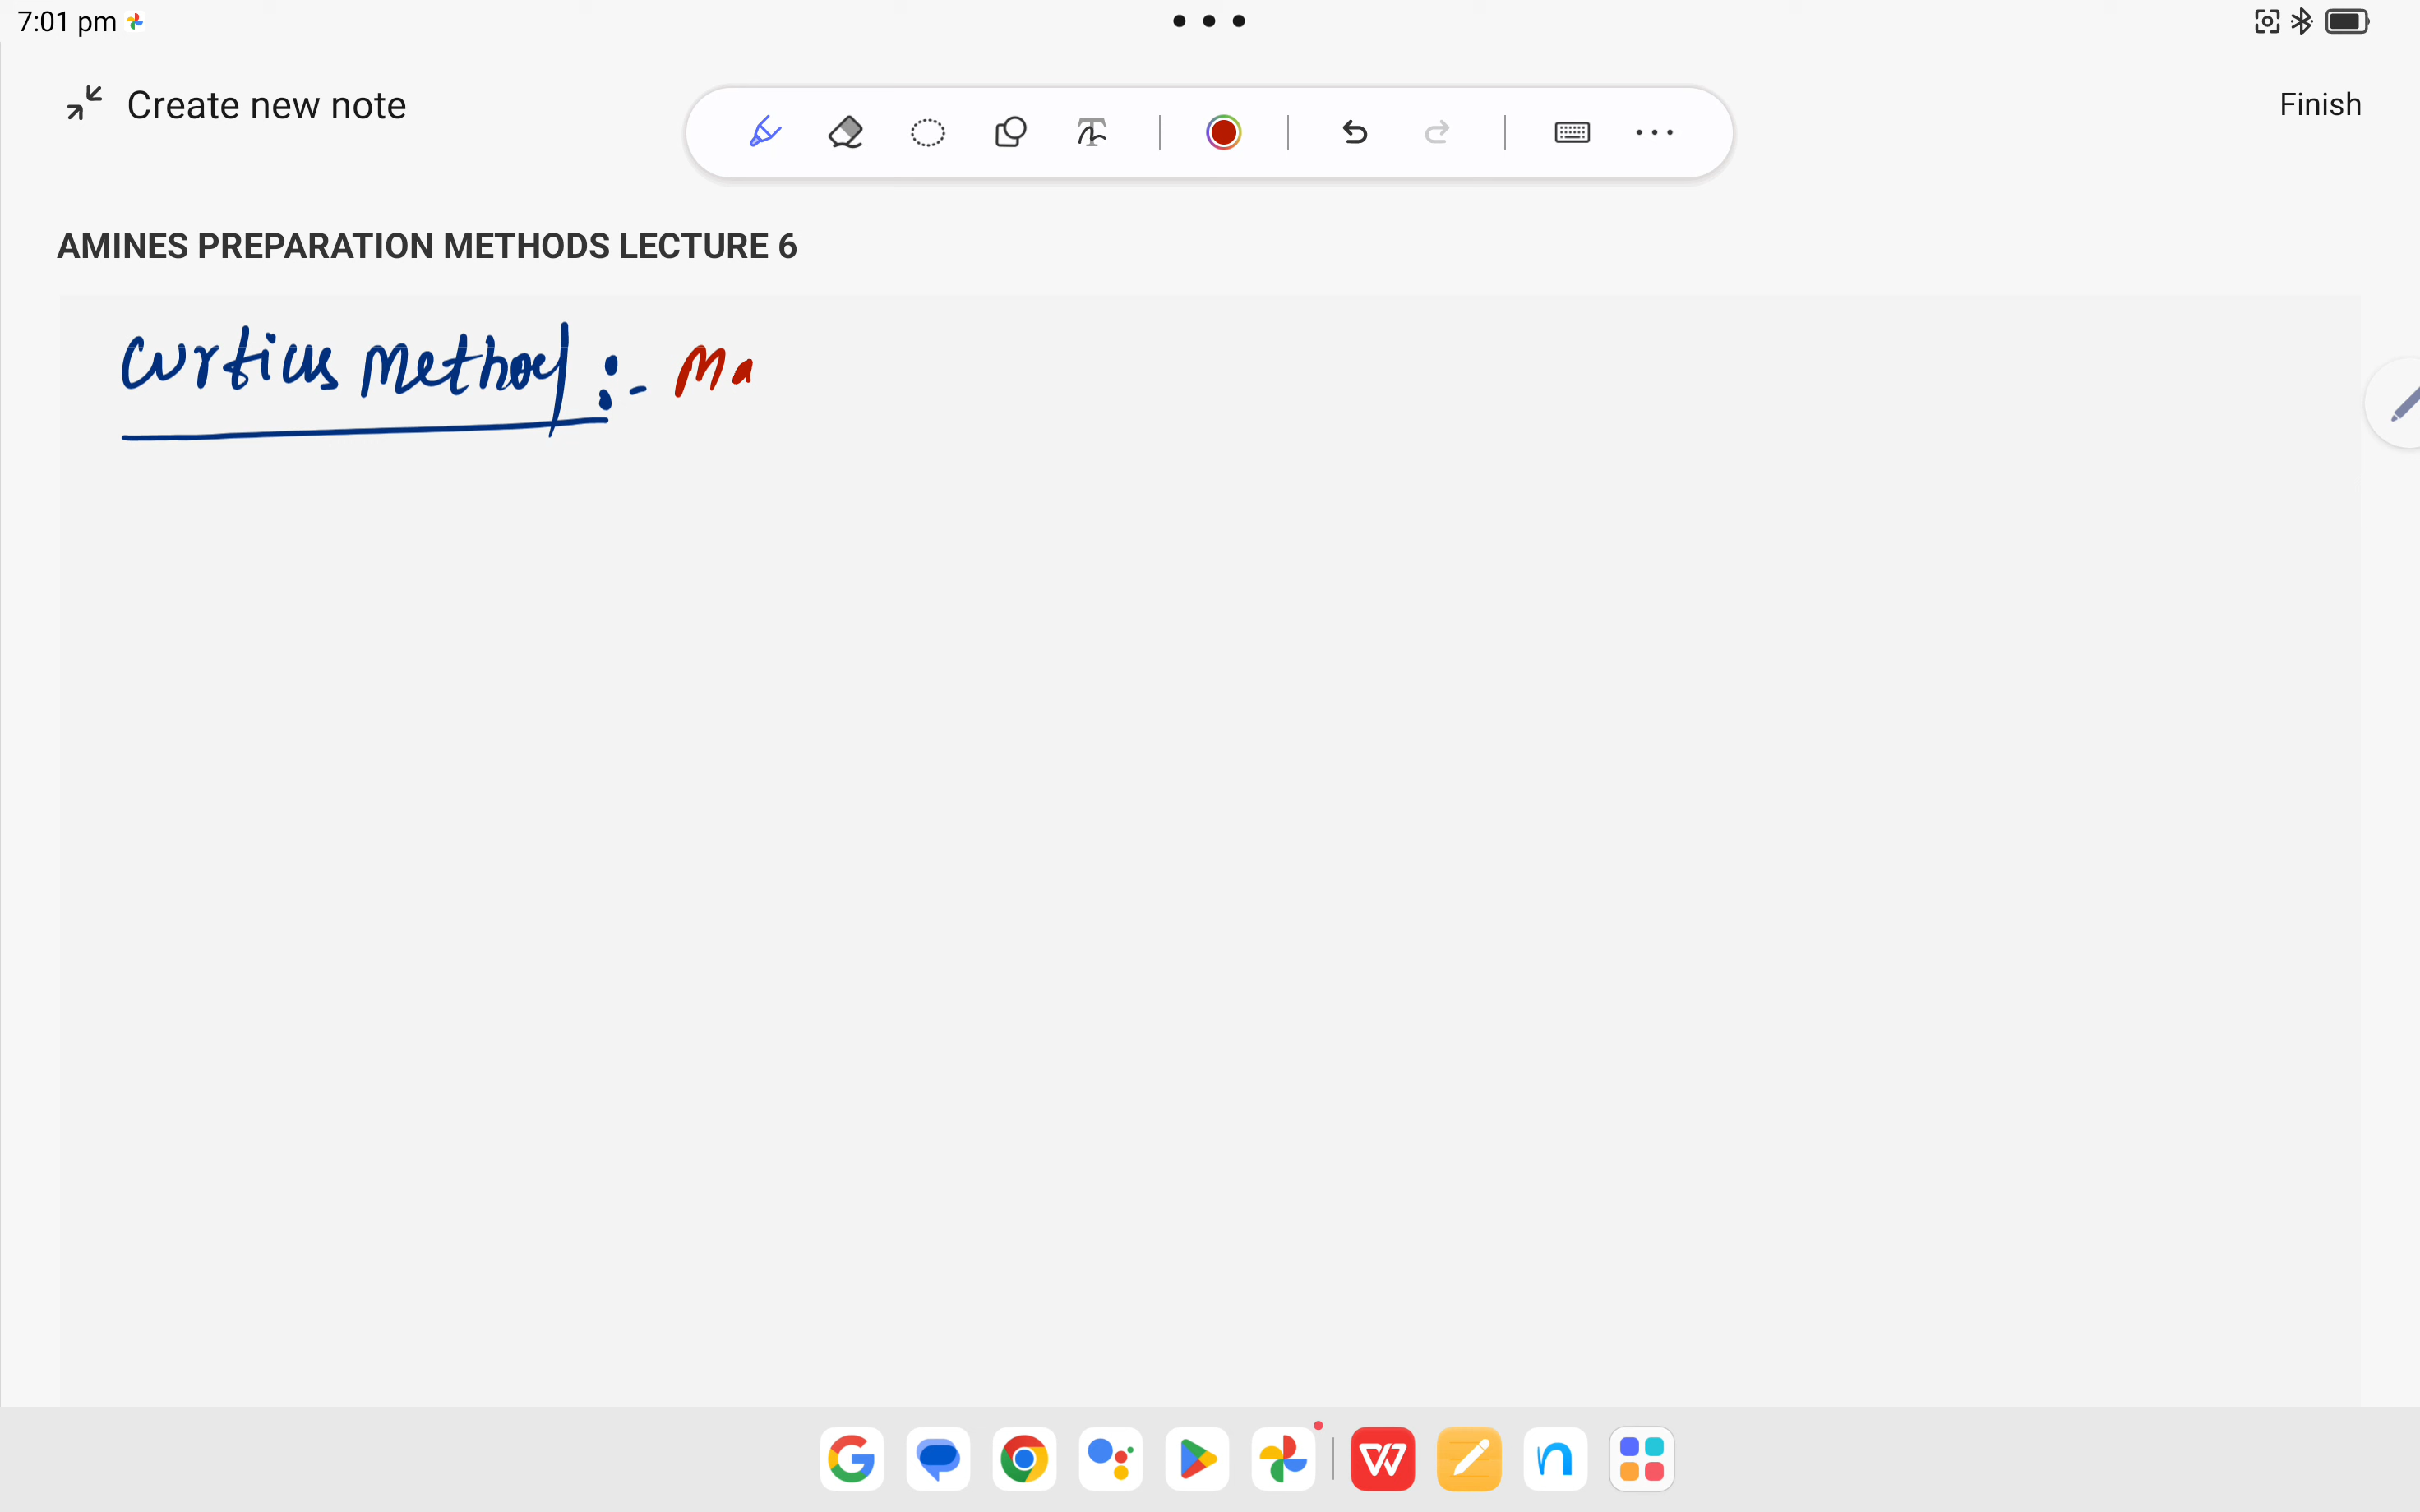 7:01 pm
Create new note
Finish
AMINES PREPARATION METHODS LECTURE 6
Curtius Method :- Ma